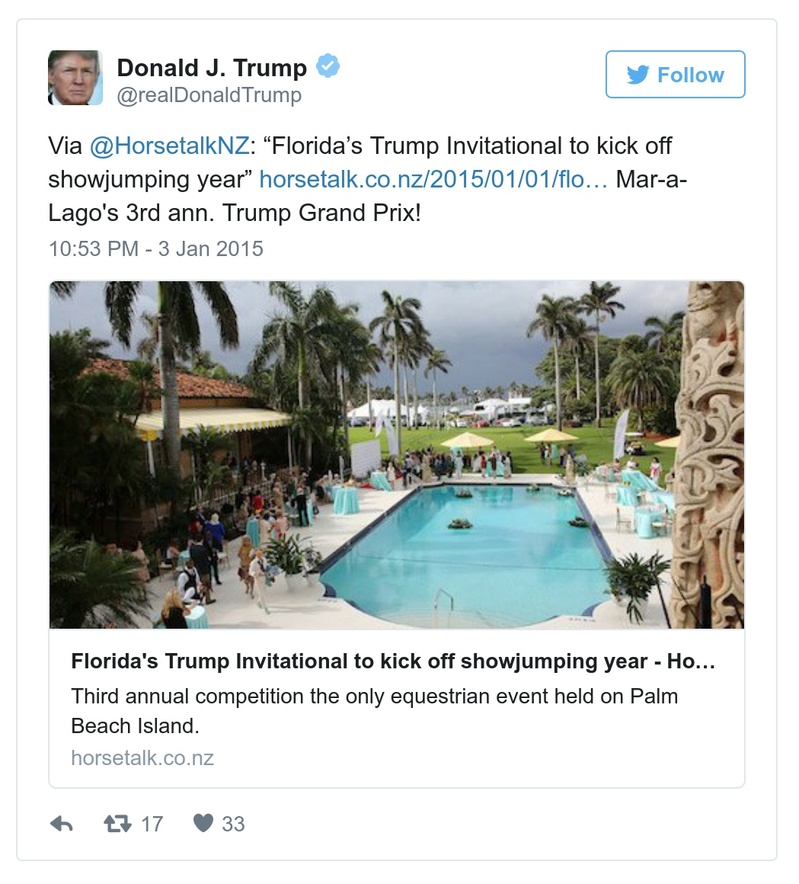 Donald J. Trump
@realDonaldTrump
Follow
Via @HorsetalkNZ: “Florida’s Trump Invitational to kick off
showjumping year” horsetalk.co.nz/2015/01/01/flo… Mar-a-
Lago's 3rd ann. Trump Grand Prix!
10:53 PM - 3 Jan 2015
Florida's Trump Invitational to kick off showjumping year - Ho…
Third annual competition the only equestrian event held on Palm
Beach Island.
horsetalk.co.nz
17
33